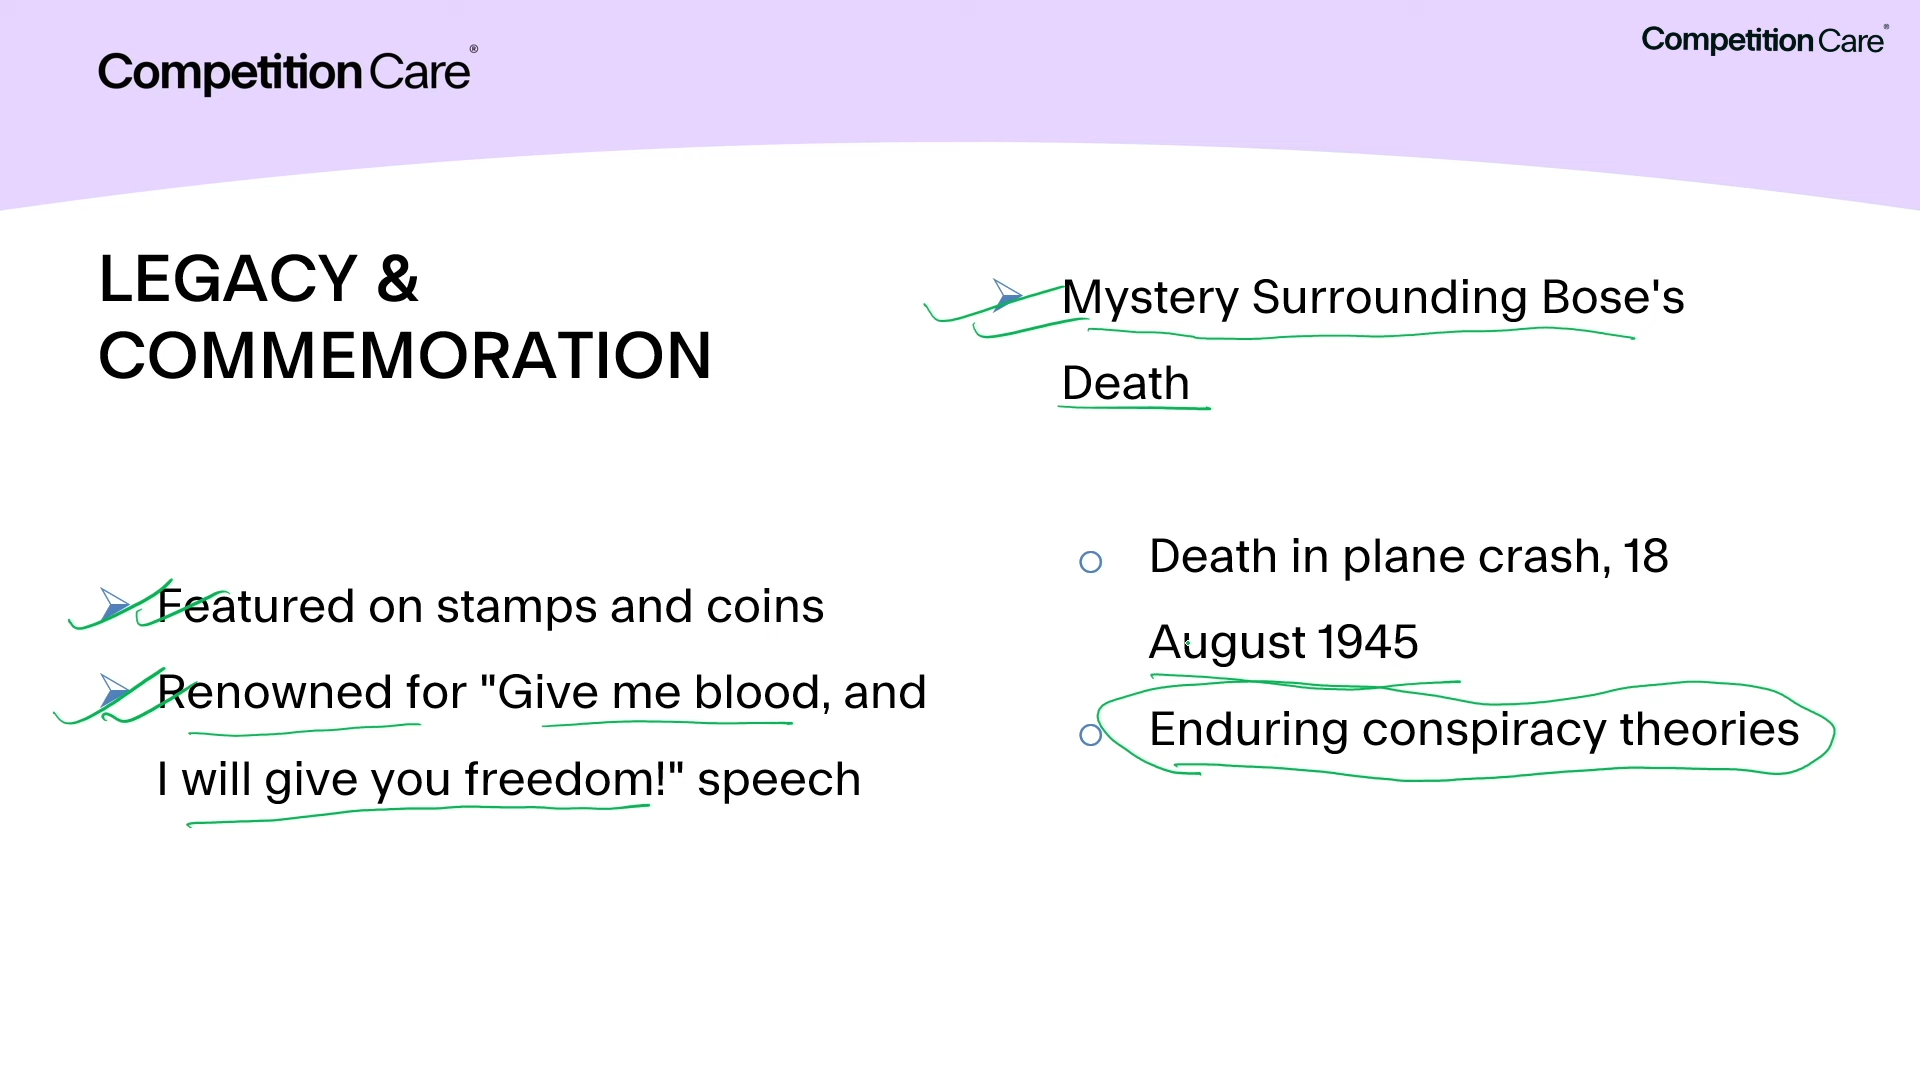 Competition Care®
Competition Care®
LEGACY &
COMMEMORATION
Featured on stamps and coins
Renowned for "Give me blood, and
I will give you freedom!" speech
Mystery Surrounding Bose's
Death
Death in plane crash, 18
August 1945
Enduring conspiracy theories